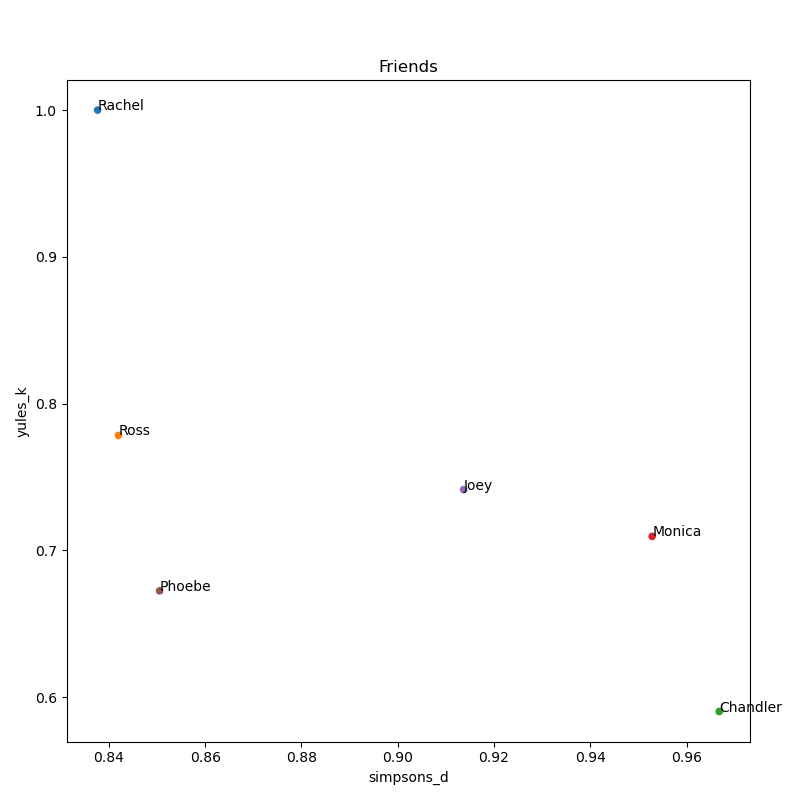 Friends
1.0
Rachel
0.9
yules_k
0.8
Ross
Joey
0.7
Monica
Phoebe
0.6
Chandler
0.84 0.86 0.88 0.90 0.92 0.94 0.96
simpsons_d